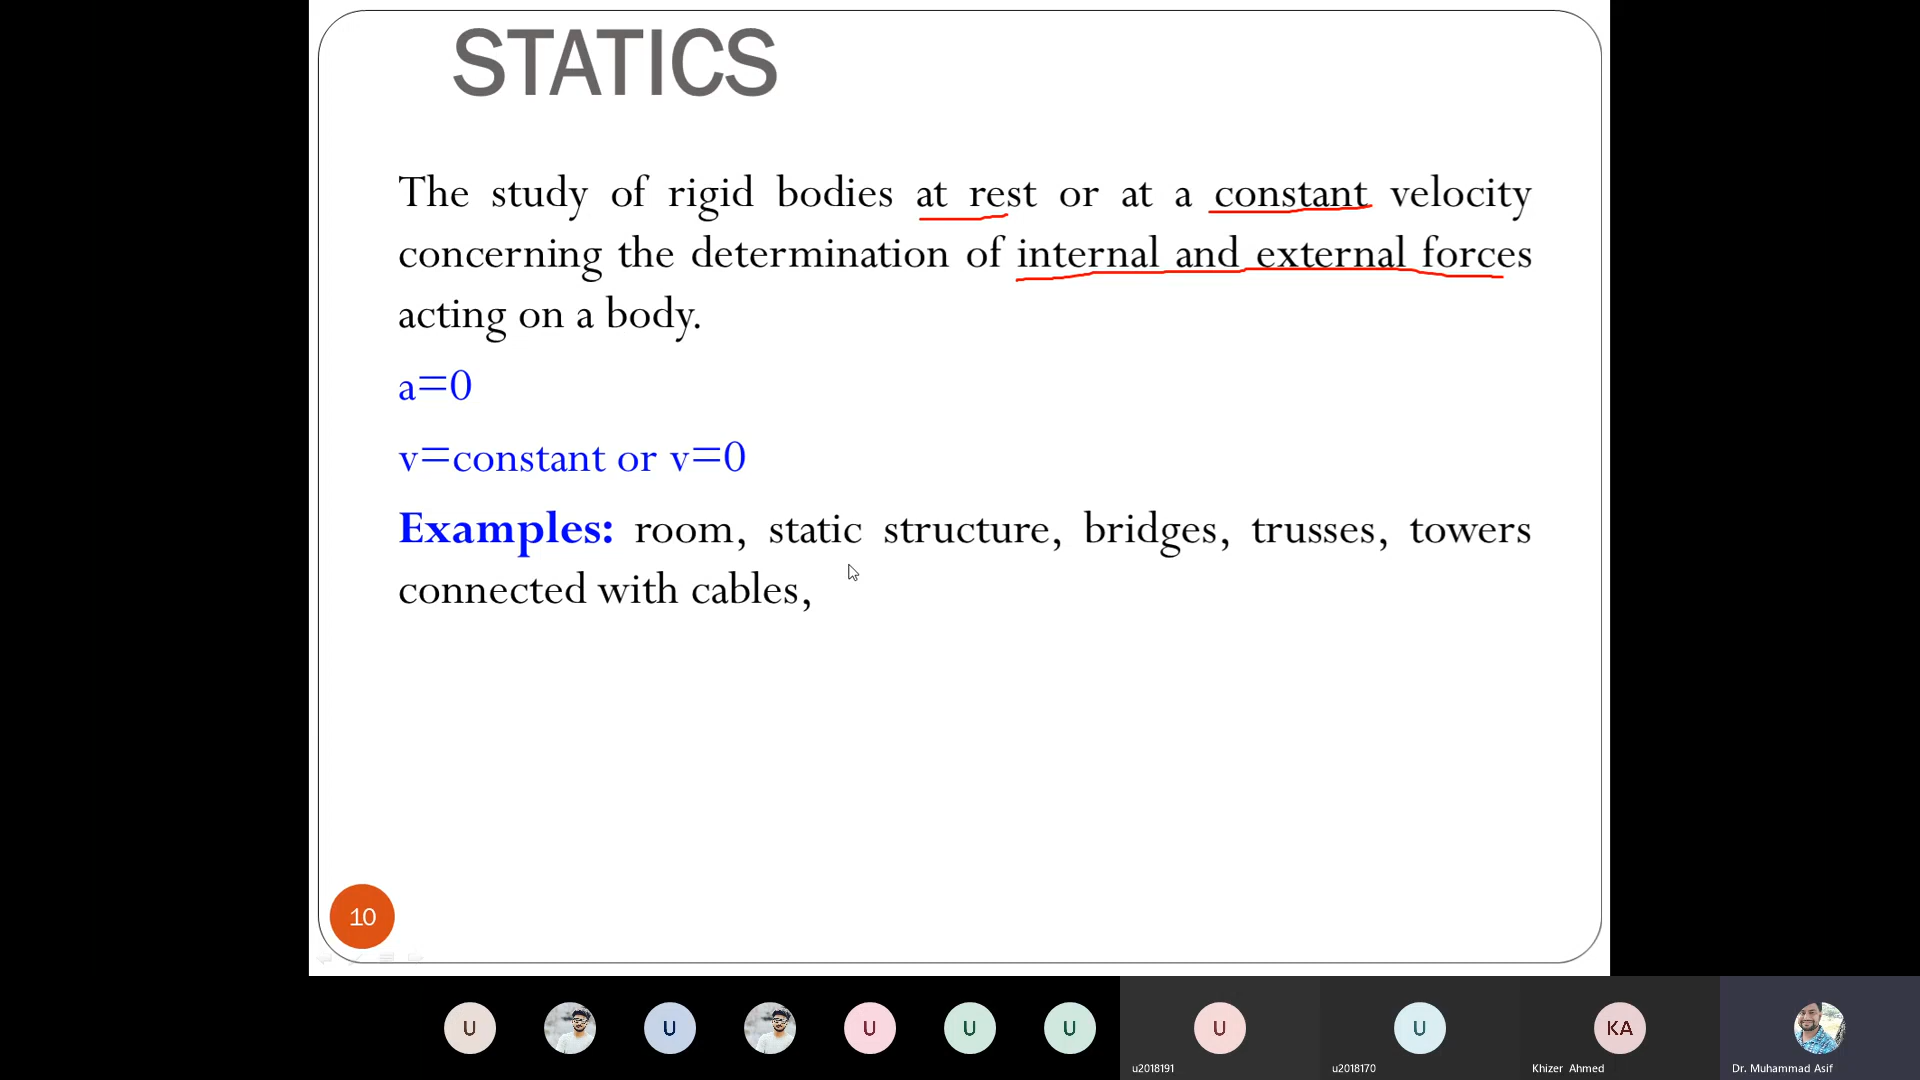 STATICS
The study of rigid bodies at rest or at a constant velocity
concerning the determination of internal and external forces
acting on a body.
a=0
v=constant or v=0
Examples: room, static structure, bridges, trusses, towers
connected with cables,
10
U U U U U U KA
u2018191 u2018170 Khizer Ahmed Dr. Muhammad Asif